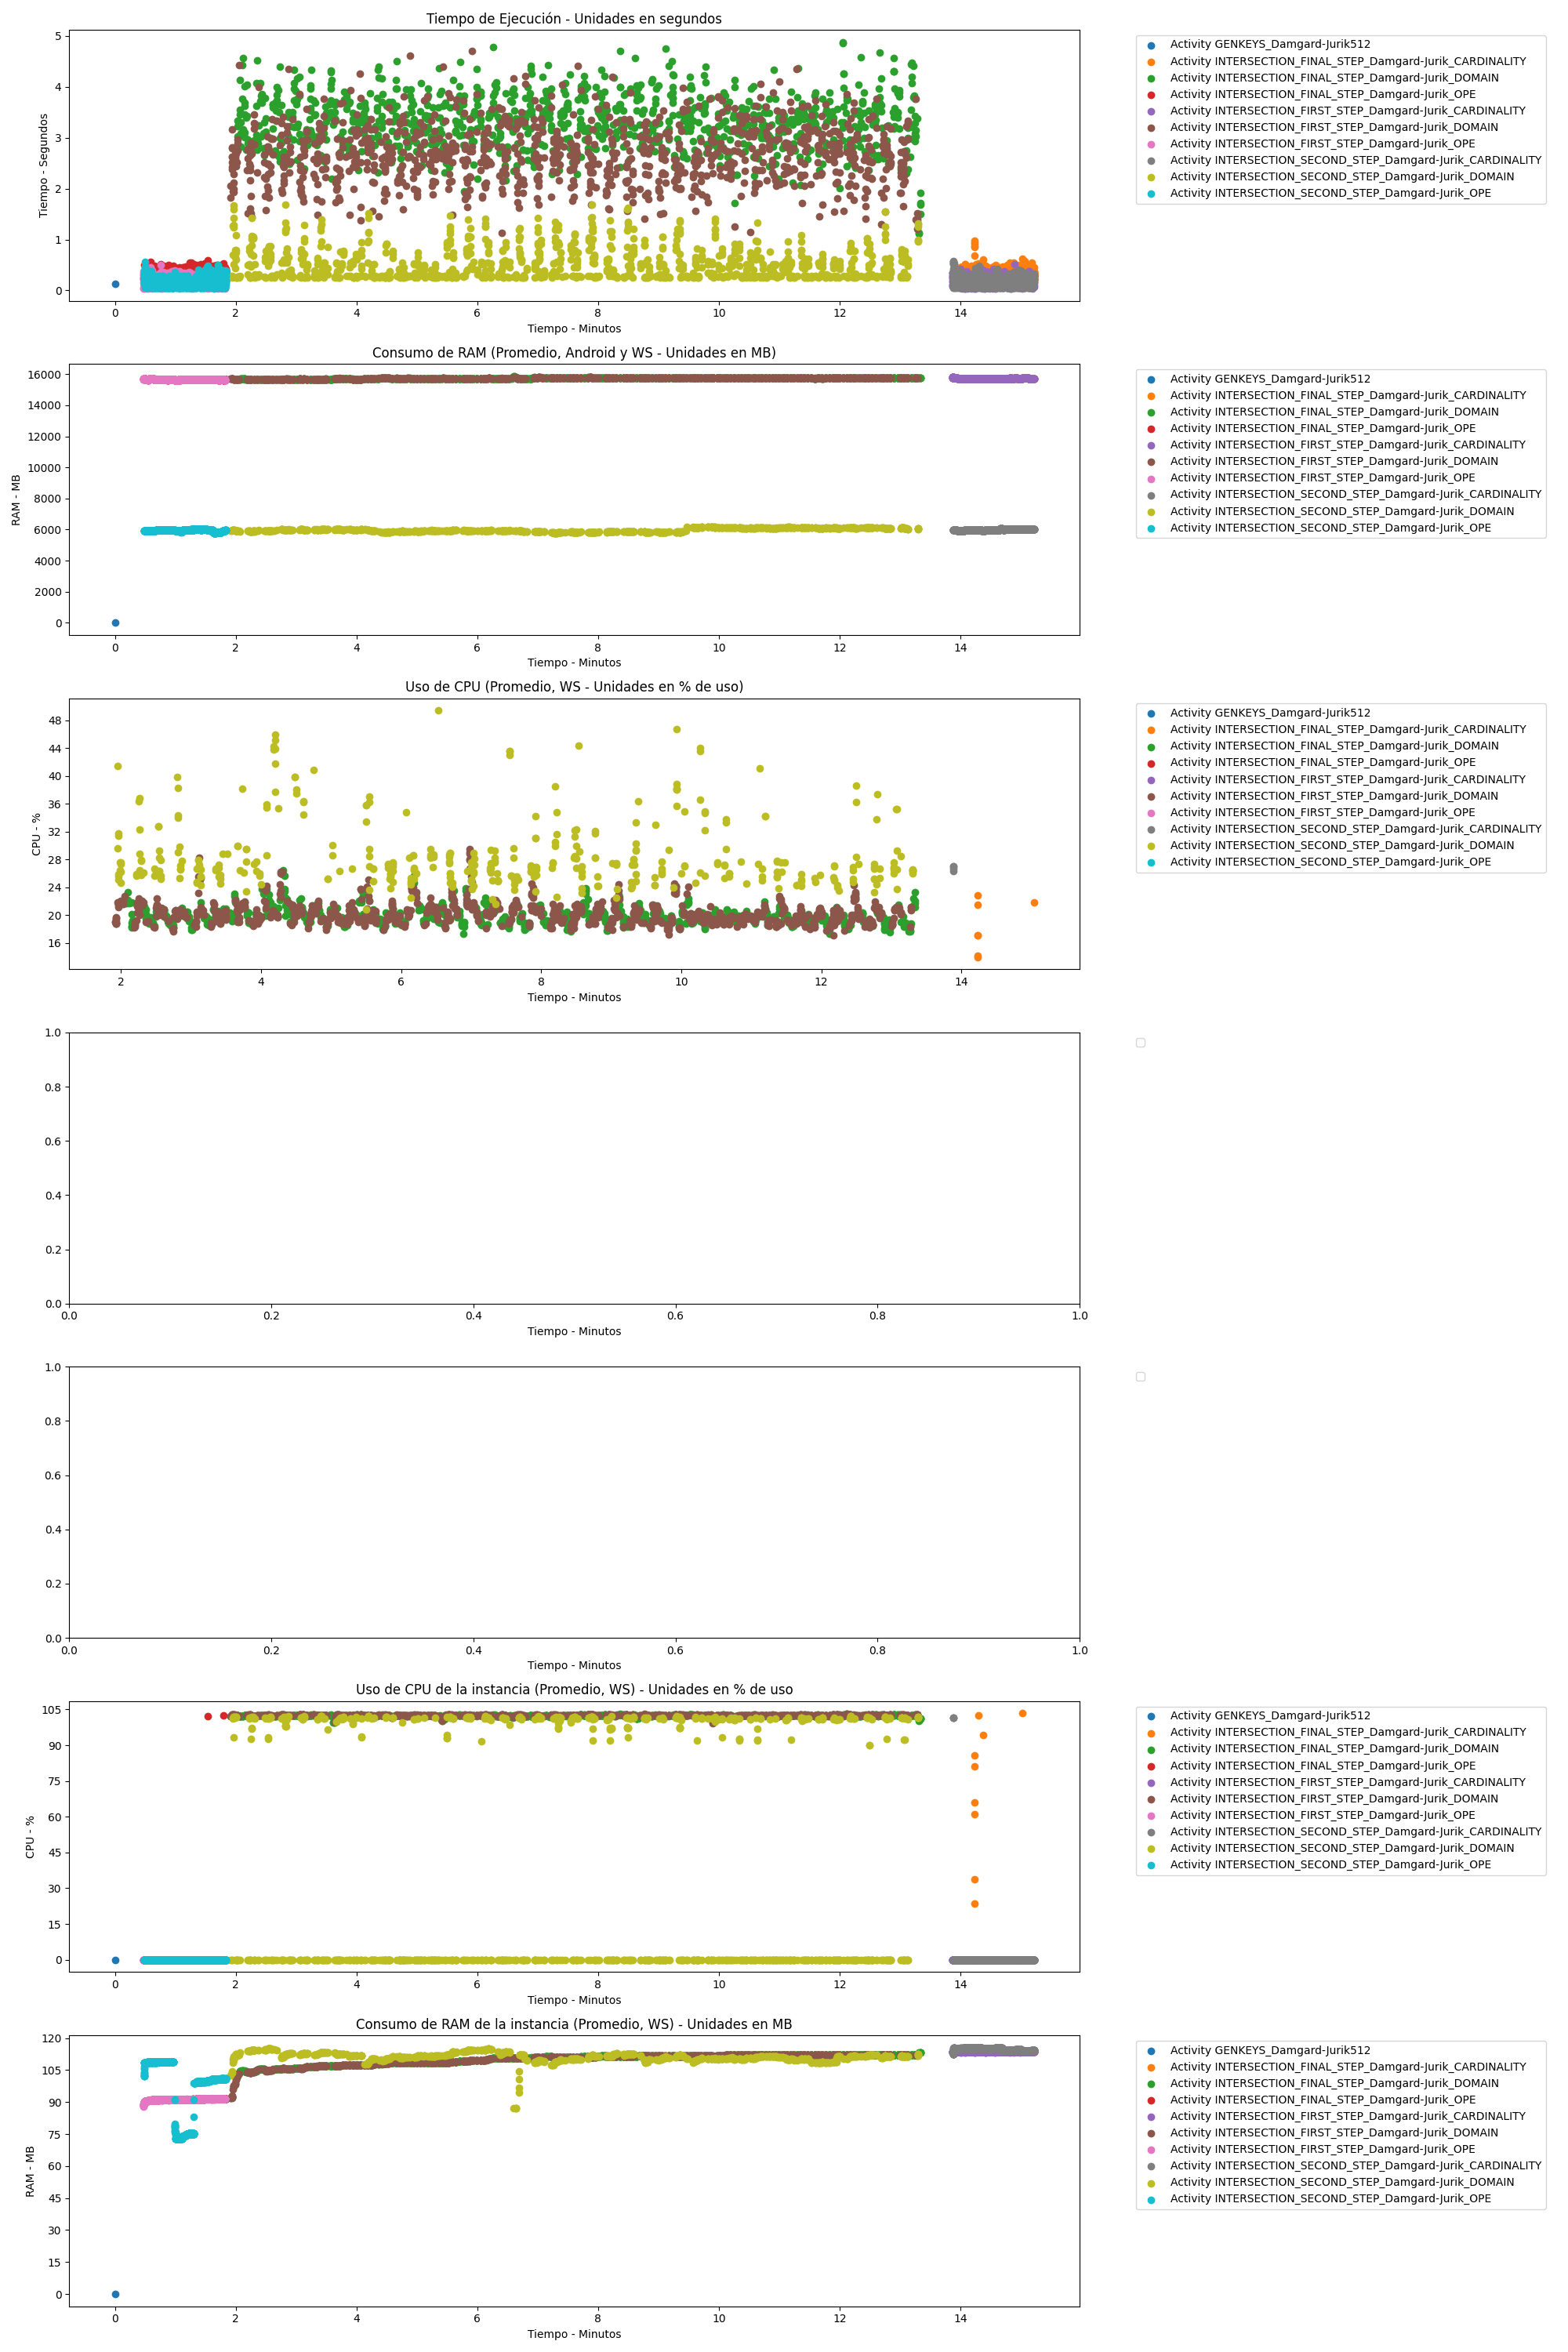 Tiempo de Ejecución - Unidades en segundos
Tiempo - Segundos
5
4
3
2
1
0
0 2 4 6 8 10 12 14
Tiempo - Minutos
Activity GENKEYS_Damgard-Jurik512
Activity INTERSECTION_FINAL_STEP_Damgard-Jurik_CARDINALITY
Activity INTERSECTION_FINAL_STEP_Damgard-Jurik_DOMAIN
Activity INTERSECTION_FINAL_STEP_Damgard-Jurik_OPE
Activity INTERSECTION_FIRST_STEP_Damgard-Jurik_CARDINALITY
Activity INTERSECTION_FIRST_STEP_Damgard-Jurik_DOMAIN
Activity INTERSECTION_FIRST_STEP_Damgard-Jurik_OPE
Activity INTERSECTION_SECOND_STEP_Damgard-Jurik_CARDINALITY
Activity INTERSECTION_SECOND_STEP_Damgard-Jurik_DOMAIN
Activity INTERSECTION_SECOND_STEP_Damgard-Jurik_OPE
Consumo de RAM (Promedio, Android y WS - Unidades en MB)
RAM - MB
16000
14000
12000
10000
8000
6000
4000
2000
0
0 2 4 6 8 10 12 14
Tiempo - Minutos
Activity GENKEYS_Damgard-Jurik512
Activity INTERSECTION_FINAL_STEP_Damgard-Jurik_CARDINALITY
Activity INTERSECTION_FINAL_STEP_Damgard-Jurik_DOMAIN
Activity INTERSECTION_FINAL_STEP_Damgard-Jurik_OPE
Activity INTERSECTION_FIRST_STEP_Damgard-Jurik_CARDINALITY
Activity INTERSECTION_FIRST_STEP_Damgard-Jurik_DOMAIN
Activity INTERSECTION_FIRST_STEP_Damgard-Jurik_OPE
Activity INTERSECTION_SECOND_STEP_Damgard-Jurik_CARDINALITY
Activity INTERSECTION_SECOND_STEP_Damgard-Jurik_DOMAIN
Activity INTERSECTION_SECOND_STEP_Damgard-Jurik_OPE
Uso de CPU (Promedio, WS - Unidades en % de uso)
CPU - %
48
44
40
36
32
28
24
20
16
2 4 6 8 10 12 14
Tiempo - Minutos
Activity GENKEYS_Damgard-Jurik512
Activity INTERSECTION_FINAL_STEP_Damgard-Jurik_CARDINALITY
Activity INTERSECTION_FINAL_STEP_Damgard-Jurik_DOMAIN
Activity INTERSECTION_FINAL_STEP_Damgard-Jurik_OPE
Activity INTERSECTION_FIRST_STEP_Damgard-Jurik_CARDINALITY
Activity INTERSECTION_FIRST_STEP_Damgard-Jurik_DOMAIN
Activity INTERSECTION_FIRST_STEP_Damgard-Jurik_OPE
Activity INTERSECTION_SECOND_STEP_Damgard-Jurik_CARDINALITY
Activity INTERSECTION_SECOND_STEP_Damgard-Jurik_DOMAIN
Activity INTERSECTION_SECOND_STEP_Damgard-Jurik_OPE
1.0
0.8
0.6
0.4
0.2
0.0
0.0 0.2 0.4 0.6 0.8 1.0
Tiempo - Minutos
1.0
0.8
0.6
0.4
0.2
0.0
0.0 0.2 0.4 0.6 0.8 1.0
Tiempo - Minutos
Uso de CPU de la instancia (Promedio, WS) - Unidades en % de uso
CPU - %
105
90
75
60
45
30
15
0
0 2 4 6 8 10 12 14
Tiempo - Minutos
Activity GENKEYS_Damgard-Jurik512
Activity INTERSECTION_FINAL_STEP_Damgard-Jurik_CARDINALITY
Activity INTERSECTION_FINAL_STEP_Damgard-Jurik_DOMAIN
Activity INTERSECTION_FINAL_STEP_Damgard-Jurik_OPE
Activity INTERSECTION_FIRST_STEP_Damgard-Jurik_CARDINALITY
Activity INTERSECTION_FIRST_STEP_Damgard-Jurik_DOMAIN
Activity INTERSECTION_FIRST_STEP_Damgard-Jurik_OPE
Activity INTERSECTION_SECOND_STEP_Damgard-Jurik_CARDINALITY
Activity INTERSECTION_SECOND_STEP_Damgard-Jurik_DOMAIN
Activity INTERSECTION_SECOND_STEP_Damgard-Jurik_OPE
Consumo de RAM de la instancia (Promedio, WS) - Unidades en MB
RAM - MB
120
105
90
75
60
45
30
15
0
0 2 4 6 8 10 12 14
Tiempo - Minutos
Activity GENKEYS_Damgard-Jurik512
Activity INTERSECTION_FINAL_STEP_Damgard-Jurik_CARDINALITY
Activity INTERSECTION_FINAL_STEP_Damgard-Jurik_DOMAIN
Activity INTERSECTION_FINAL_STEP_Damgard-Jurik_OPE
Activity INTERSECTION_FIRST_STEP_Damgard-Jurik_CARDINALITY
Activity INTERSECTION_FIRST_STEP_Damgard-Jurik_DOMAIN
Activity INTERSECTION_FIRST_STEP_Damgard-Jurik_OPE
Activity INTERSECTION_SECOND_STEP_Damgard-Jurik_CARDINALITY
Activity INTERSECTION_SECOND_STEP_Damgard-Jurik_DOMAIN
Activity INTERSECTION_SECOND_STEP_Damgard-Jurik_OPE